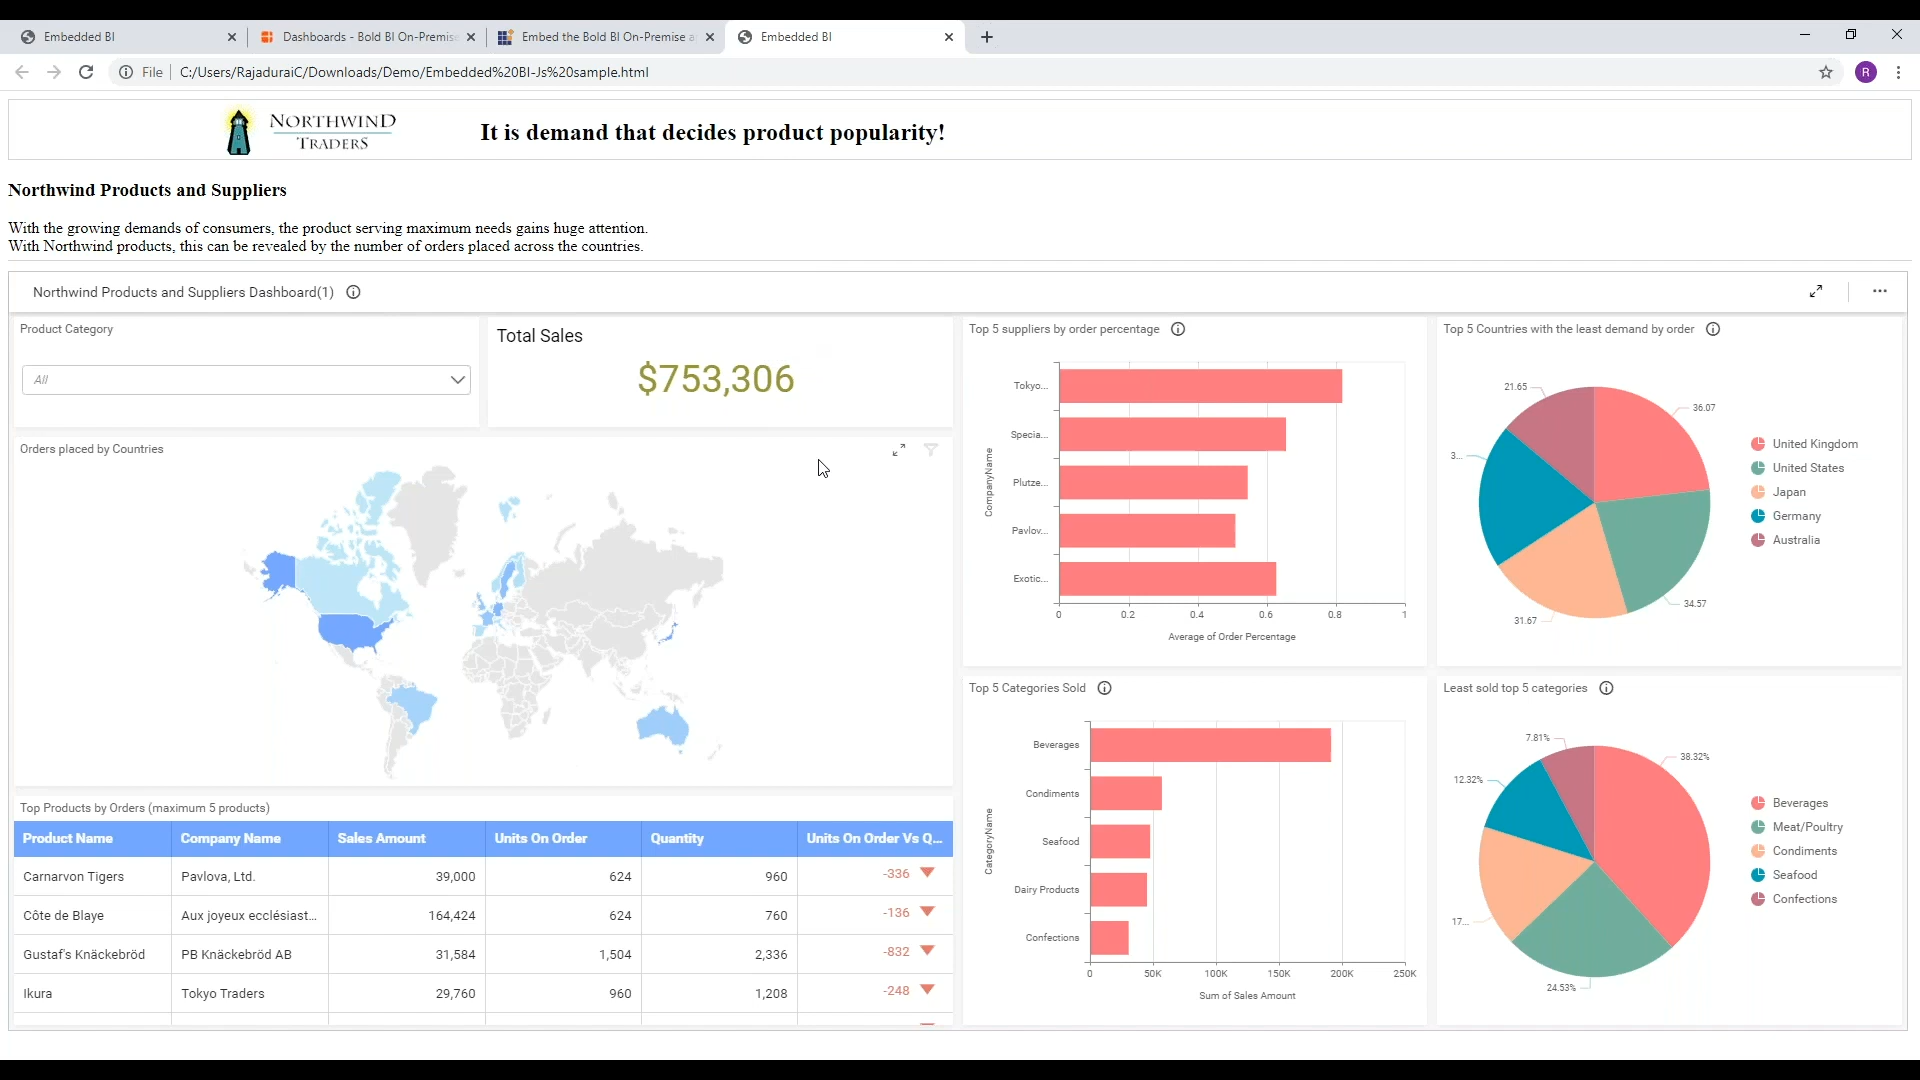 Embedded BI
Dashboards - Bold BI On-Premise
Embed the Bold BI On-Premise a
Embedded BI
File
C:/Users/RajaduraiC/Downloads/Demo/Embedded%20BI-Js%20sample.html
R
NORTHWIND
TRADERS
It is demand that decides product popularity!
Northwind Products and Suppliers
With the growing demands of consumers, the product serving maximum needs gains huge attention.
With Northwind products, this can be revealed by the number of orders placed across the countries.
Northwind Products and Suppliers Dashboard(1)
Product Category
All
Total Sales
$753,306
Orders placed by Countries
Top Products by Orders (maximum 5 products)
Product Name Company Name Sales Amount Units On Order Quantity Units On Order Vs Q...
Carnarvon Tigers Pavlova, Ltd. 39,000 624 960 -336
Côte de Blaye Aux joyeux ecclésiast... 164,424 624 760 -136
Gustaf's Knäckebröd PB Knäckebröd AB 31,584 1,504 2,336 -832
Ikura Tokyo Traders 29,760 960 1,208 -248
Top 5 suppliers by order percentage
CompanyName
Tokyo...
Specia...
Plutze...
Pavlov...
Exotic...
0 0.2 0.4 0.6 0.8 1
Average of Order Percentage
Top 5 Countries with the least demand by order
21.65
36.07
3...
34.57
31.67
United Kingdom
United States
Japan
Germany
Australia
Top 5 Categories Sold
CategoryName
Beverages
Condiments
Seafood
Dairy Products
Confections
0 50K 100K 150K 200K 250K
Sum of Sales Amount
Least sold top 5 categories
7.81%
38.32%
12.32%
17...
24.53%
Beverages
Meat/Poultry
Condiments
Seafood
Confections